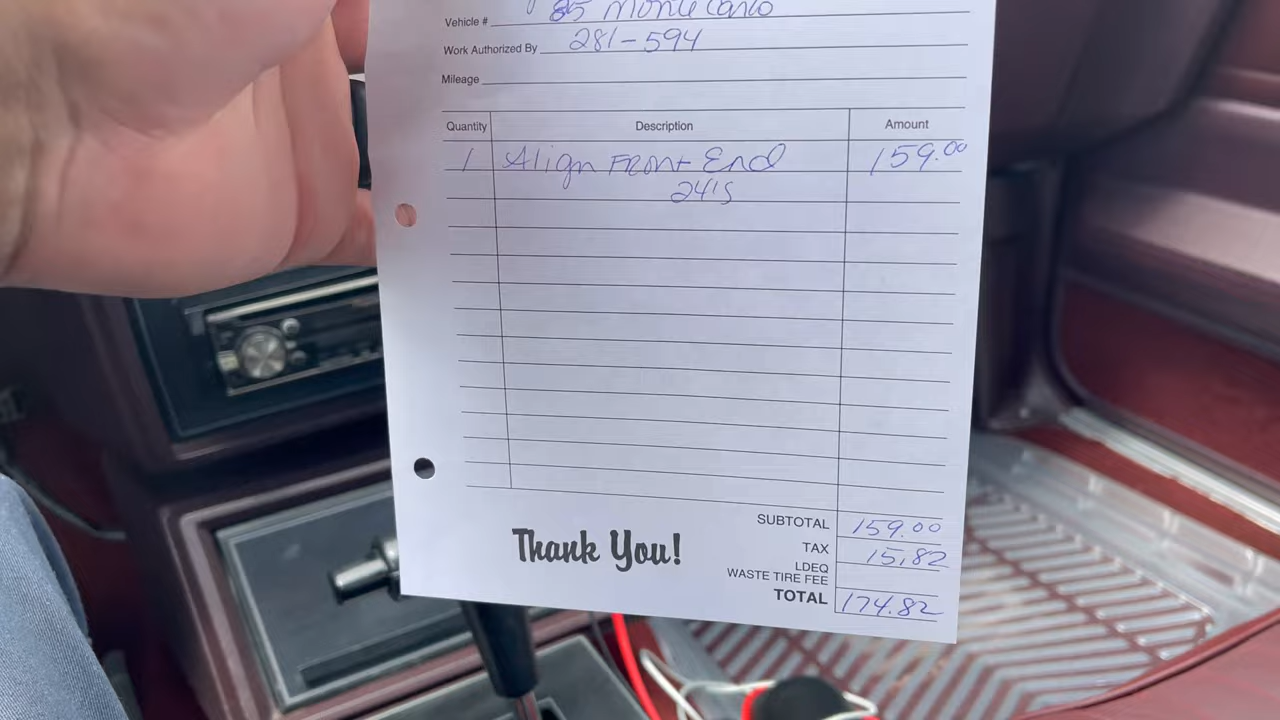 Vehicle # 85 Monte Carlo
Work Authorized By 281-594
Mileage
Quantity Description Amount
1 Align Front End 159.00
2415
SUBTOTAL 159.00
TAX 15.82
LDEQ
WASTE TIRE FEE
TOTAL 174.82
Thank You!